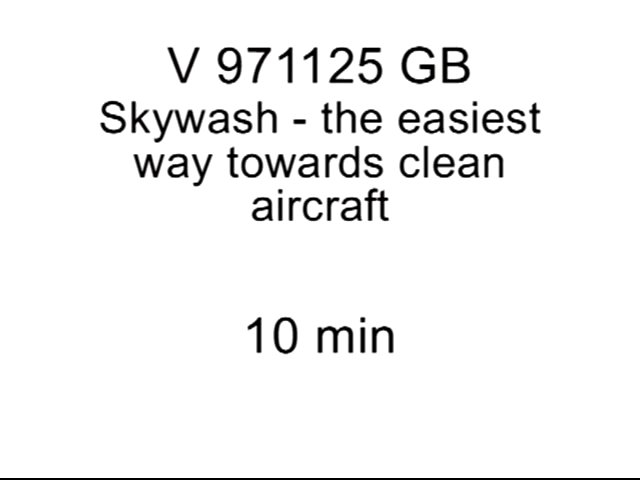 V 971125 GB
Skywash - the easiest
way towards clean
aircraft
10 min